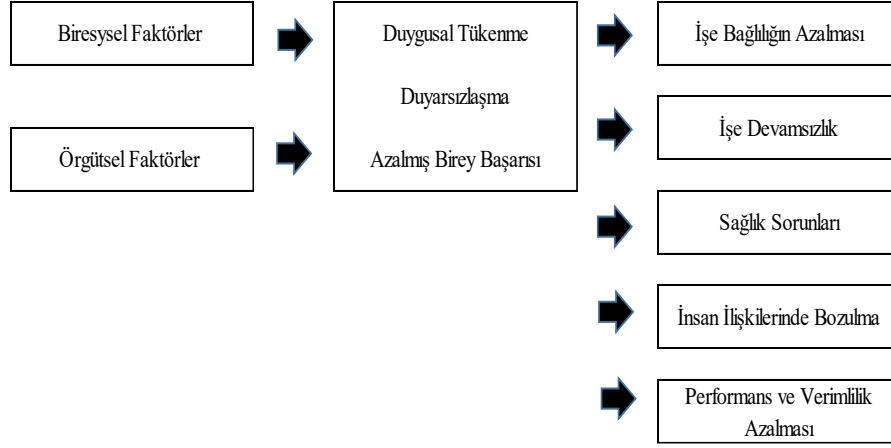 Biresysel Faktörler
Örgütsel Faktörler
Duygusal Tükenme
Duyarsızlaşma
Azalmış Birey Başarısı
İşe Bağlılığın Azalması
İşe Devamsızlık
Sağlık Sorunları
İnsan İlişkilerinde Bozulma
Performans ve Verimlilik
Azalması